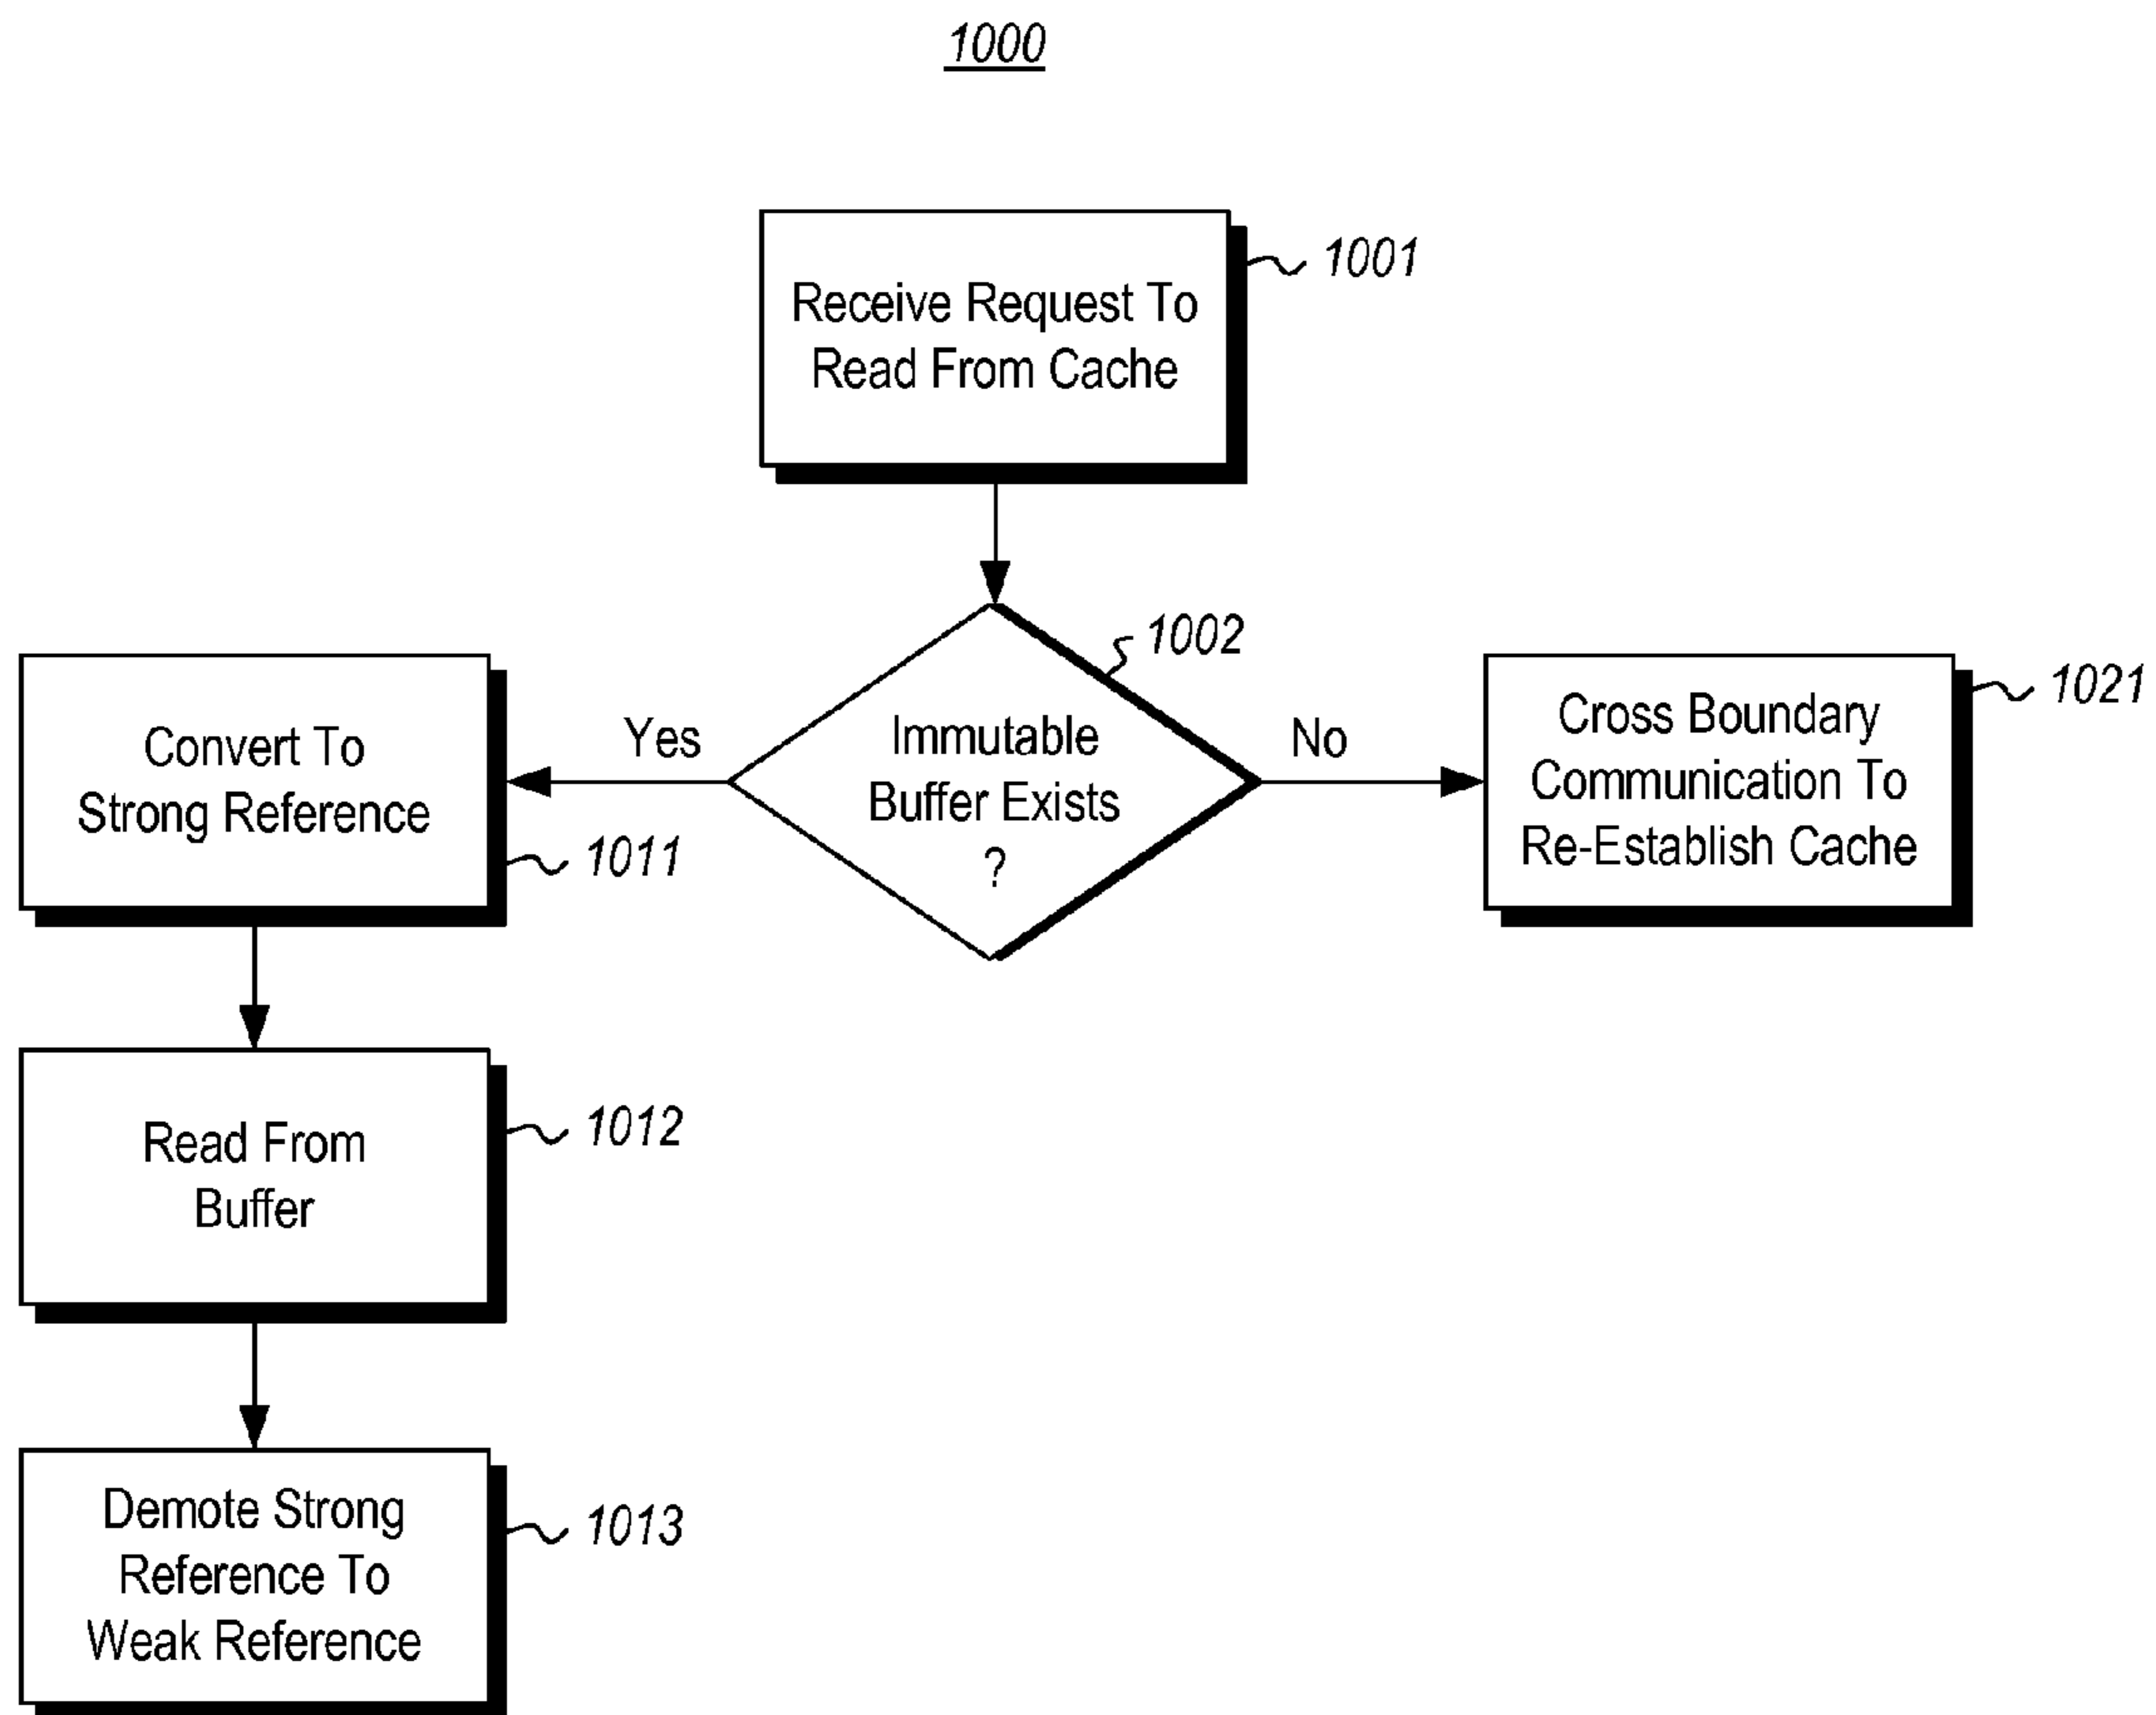 1000
Receive Request To
Read From Cache
1001
Immutable
Buffer Exists
?
1002
Yes
No
Convert To
Strong Reference
1011
Cross Boundary
Communication To
Re-Establish Cache
1021
Read From
Buffer
1012
Demote Strong
Reference To
Weak Reference
1013